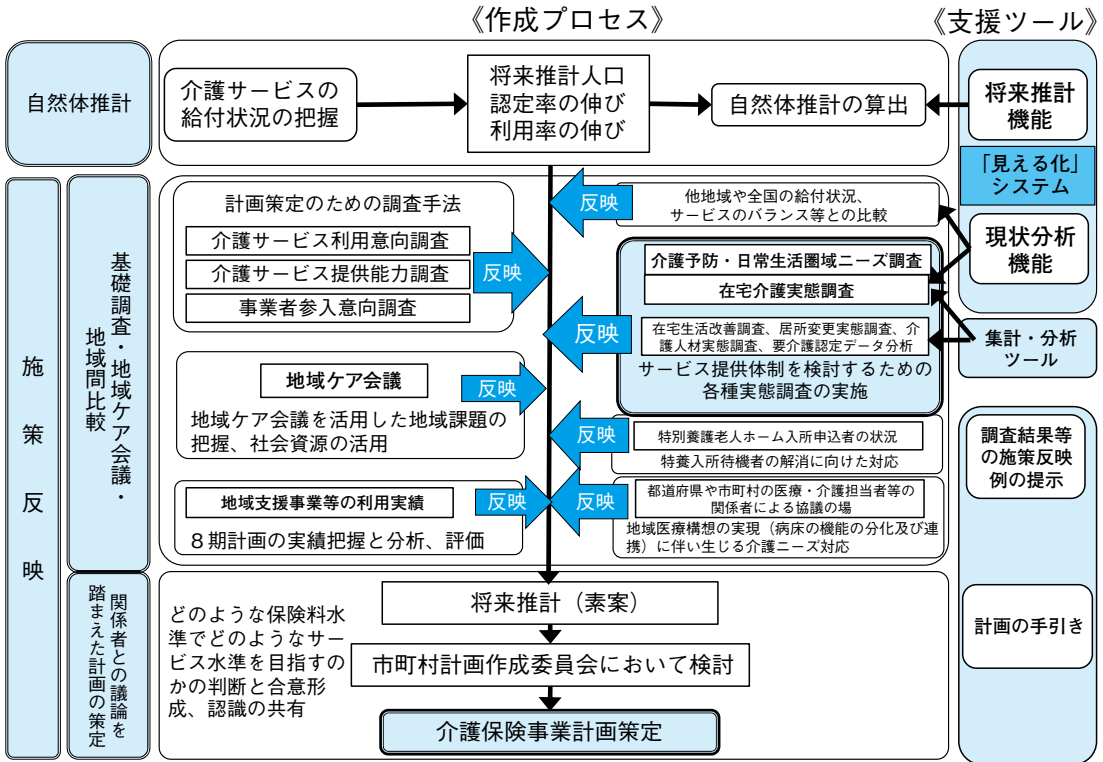 《作成プロセス》
《支援ツール》
自然体推計
介護サービスの
給付状況の把握
将来推計人口
認定率の伸び
利用率の伸び
自然体推計の算出
将来推計
機能
「見える化」
システム
現状分析
機能
集計・分析
ツール
調査結果等
の施策反映
例の提示
計画の手引き
施策反映
基礎調査・地域ケア会議・
地域間比較
計画策定のための調査手法
介護サービス利用意向調査
介護サービス提供能力調査
事業者参入意向調査
反映
反映
他地域や全国の給付状況、
サービスのバランス等との比較
介護予防・日常生活圏域ニーズ調査
在宅介護実態調査
反映
在宅生活改善調査、居所変更実態調査、介
護人材実態調査、要介護認定データ分析
サービス提供体制を検討するための
各種実態調査の実施
地域ケア会議
反映
地域ケア会議を活用した地域課題の
把握、社会資源の活用
反映
特別養護老人ホーム入所申込者の状況
特養入所待機者の解消に向けた対応
地域支援事業等の利用実績
反映
８期計画の実績把握と分析、評価
反映
都道府県や市町村の医療・介護担当者等の
関係者による協議の場
地域医療構想の実現（病床の機能の分化及び連
携）に伴い生じる介護ニーズ対応
関係者との議論を
踏まえた計画の策定
どのような保険料水
準でどのようなサー
ビス水準を目指すの
かの判断と合意形
成、認識の共有
将来推計（素案）
市町村計画作成委員会において検討
介護保険事業計画策定